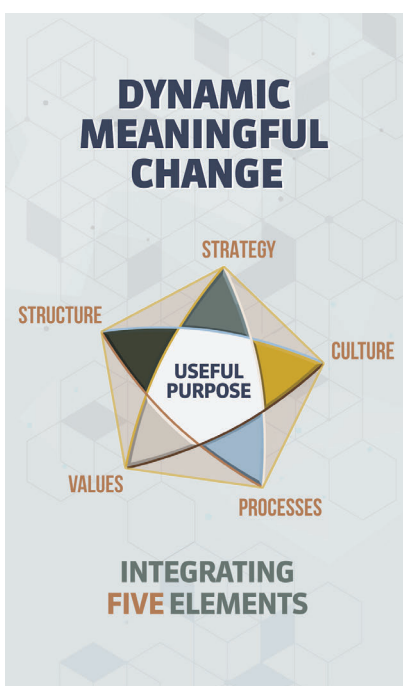 DYNAMIC
MEANINGFUL
CHANGE
STRATEGY
STRUCTURE
CULTURE
USEFUL
PURPOSE
VALUES
PROCESSES
INTEGRATING
FIVE ELEMENTS